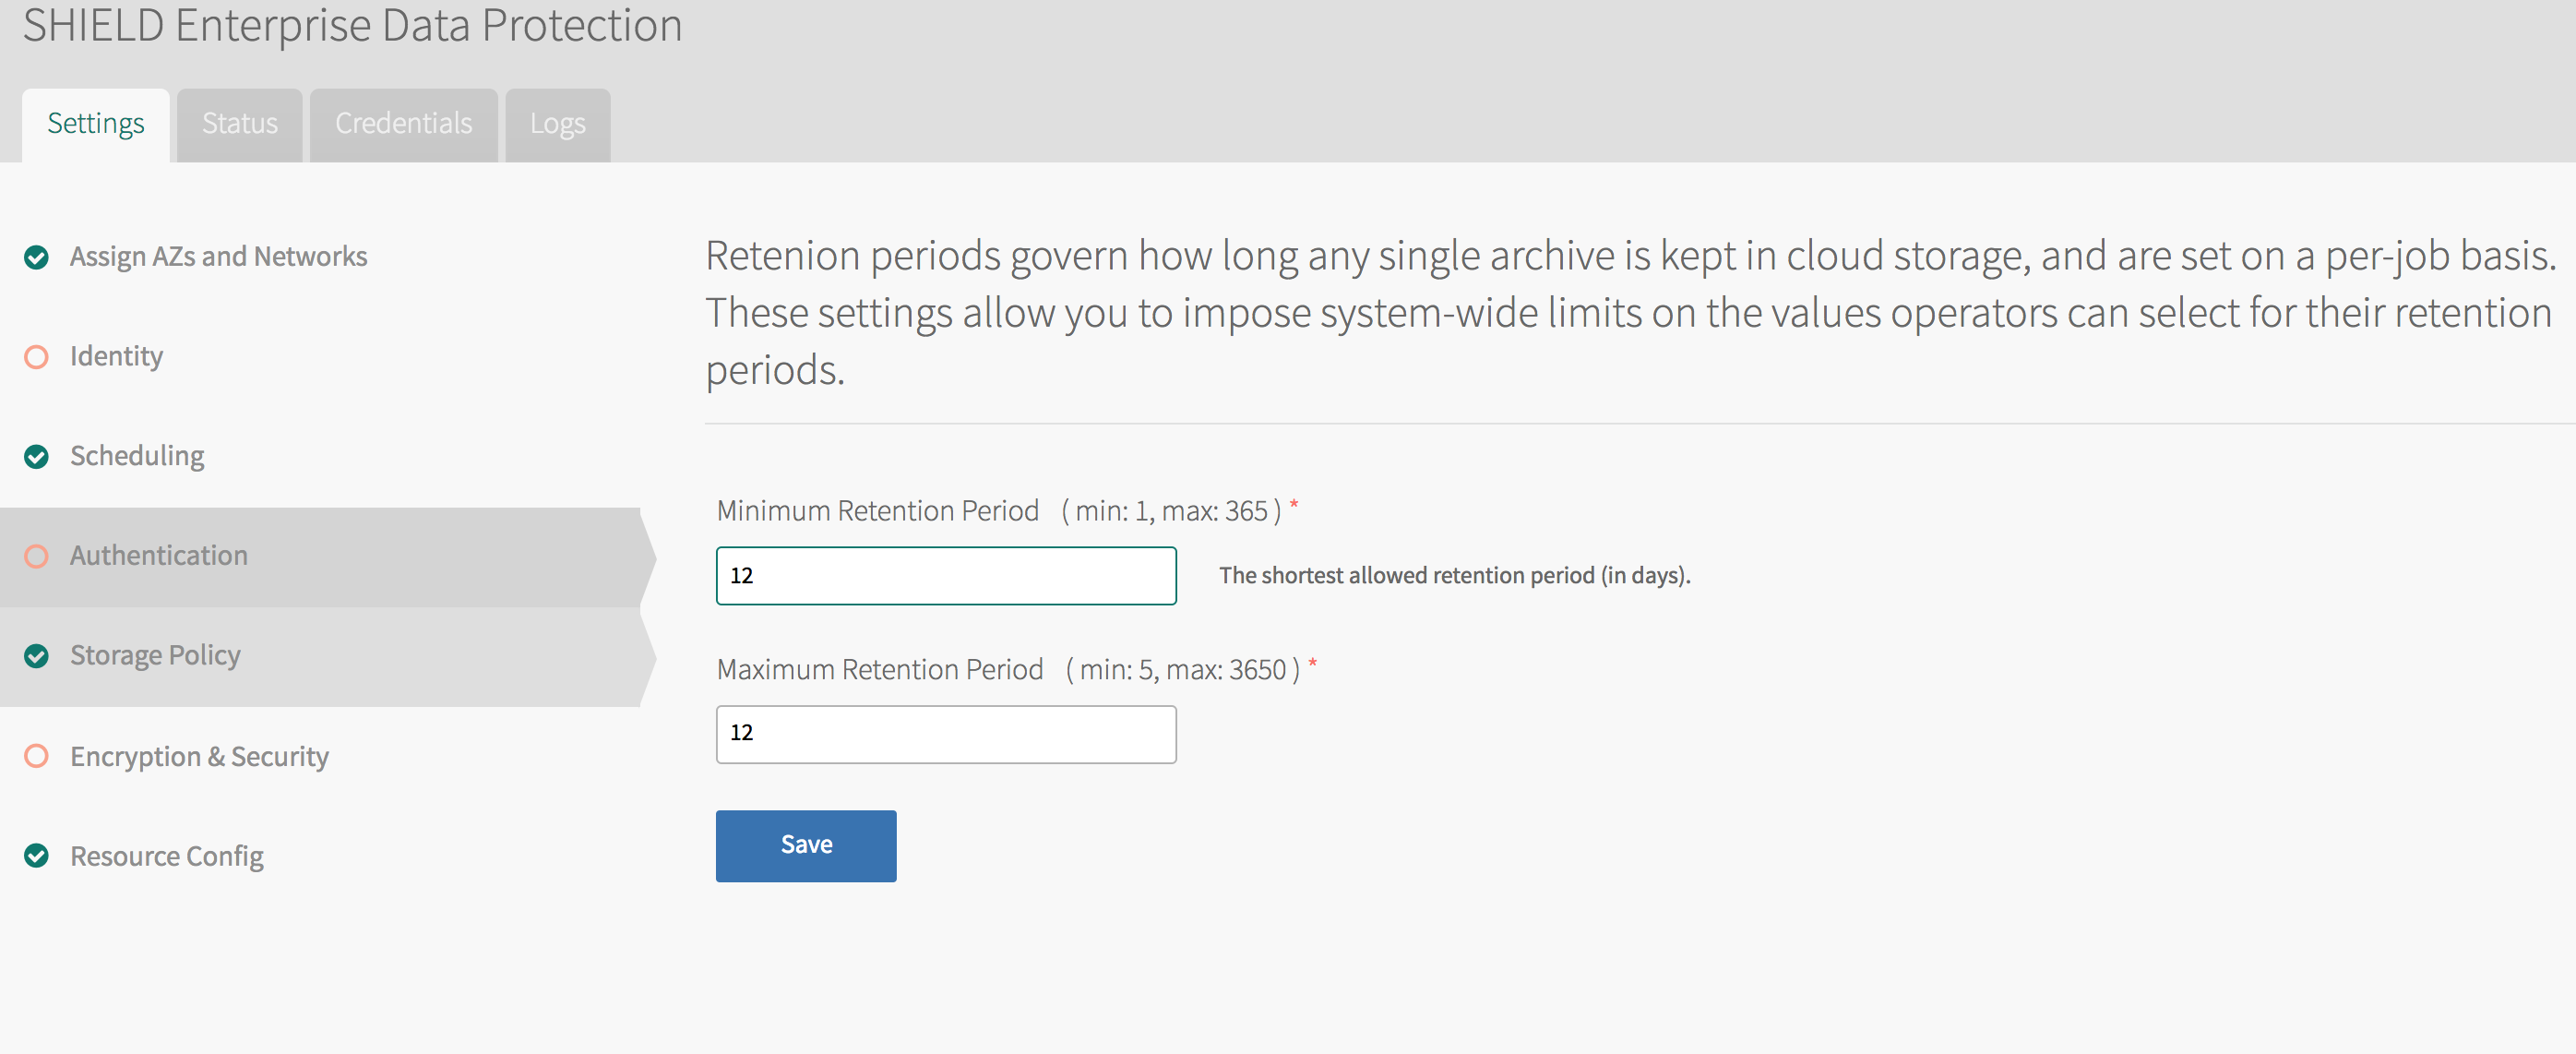 SHIELD Enterprise Data Protection
Settings Status Credentials Logs
Assign AZs and Networks
Identity
Scheduling
Authentication
Storage Policy
Encryption & Security
Resource Config
Retenion periods govern how long any single archive is kept in cloud storage, and are set on a per-job basis.
These settings allow you to impose system-wide limits on the values operators can select for their retention
periods.
Minimum Retention Period ( min: 1, max: 365 ) *
12
The shortest allowed retention period (in days).
Maximum Retention Period ( min: 5, max: 3650 ) *
12
Save